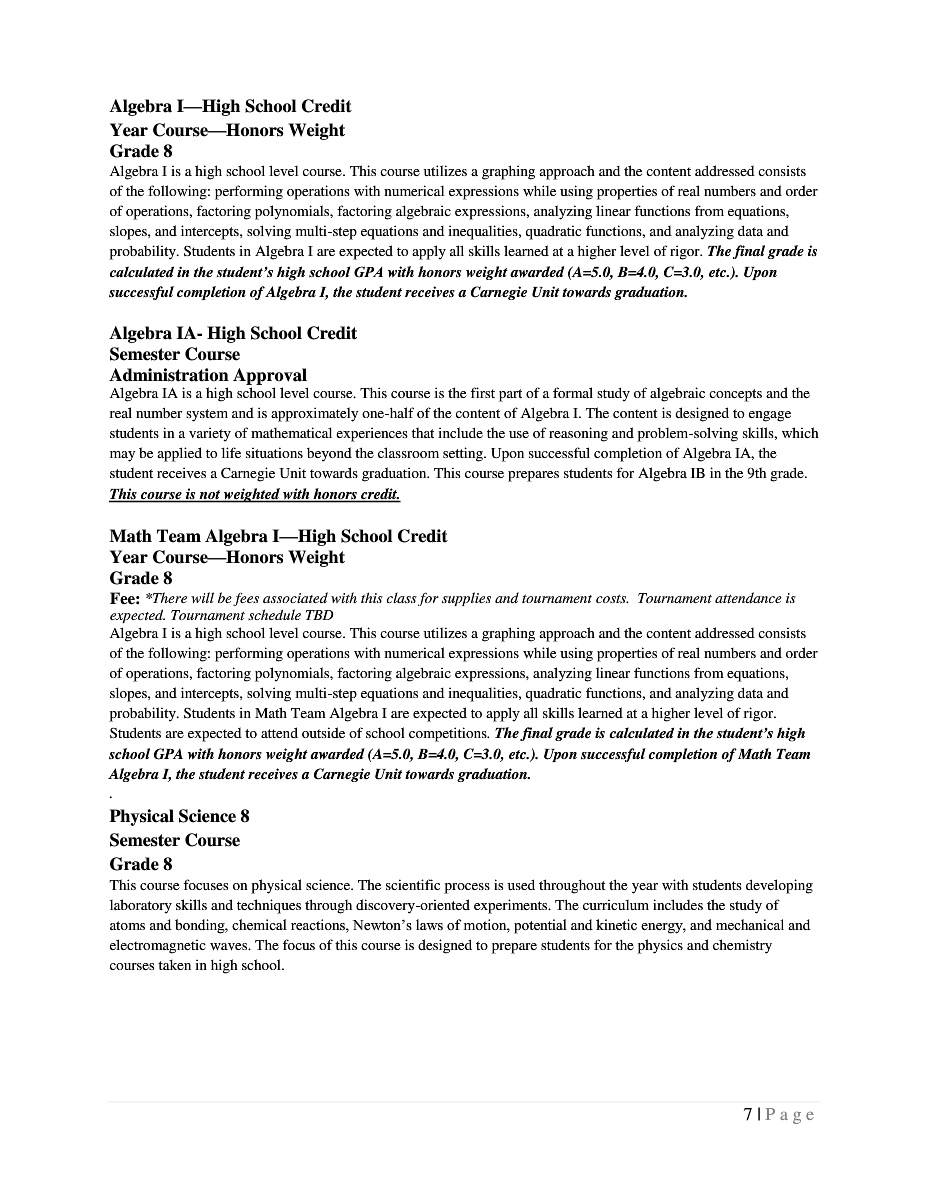 Algebra I—High School Credit
Year Course—Honors Weight
Grade 8
Algebra I is a high school level course. This course utilizes a graphing approach and the content addressed consists
of the following: performing operations with numerical expressions while using properties of real numbers and order
of operations, factoring polynomials, factoring algebraic expressions, analyzing linear functions from equations,
slopes, and intercepts, solving multi-step equations and inequalities, quadratic functions, and analyzing data and
probability. Students in Algebra I are expected to apply all skills learned at a higher level of rigor. The final grade is
calculated in the student’s high school GPA with honors weight awarded (A=5.0, B=4.0, C=3.0, etc.). Upon
successful completion of Algebra I, the student receives a Carnegie Unit towards graduation.
Algebra IA- High School Credit
Semester Course
Administration Approval
Algebra IA is a high school level course. This course is the first part of a formal study of algebraic concepts and the
real number system and is approximately one-half of the content of Algebra I. The content is designed to engage
students in a variety of mathematical experiences that include the use of reasoning and problem-solving skills, which
may be applied to life situations beyond the classroom setting. Upon successful completion of Algebra IA, the
student receives a Carnegie Unit towards graduation. This course prepares students for Algebra IB in the 9th grade.
This course is not weighted with honors credit.
Math Team Algebra I—High School Credit
Year Course—Honors Weight
Grade 8
Fee: *There will be fees associated with this class for supplies and tournament costs.  Tournament attendance is
expected. Tournament schedule TBD
Algebra I is a high school level course. This course utilizes a graphing approach and the content addressed consists
of the following: performing operations with numerical expressions while using properties of real numbers and order
of operations, factoring polynomials, factoring algebraic expressions, analyzing linear functions from equations,
slopes, and intercepts, solving multi-step equations and inequalities, quadratic functions, and analyzing data and
probability. Students in Math Team Algebra I are expected to apply all skills learned at a higher level of rigor.
Students are expected to attend outside of school competitions. The final grade is calculated in the student’s high
school GPA with honors weight awarded (A=5.0, B=4.0, C=3.0, etc.). Upon successful completion of Math Team
Algebra I, the student receives a Carnegie Unit towards graduation.
.
Physical Science 8
Semester Course
Grade 8
This course focuses on physical science. The scientific process is used throughout the year with students developing
laboratory skills and techniques through discovery-oriented experiments. The curriculum includes the study of
atoms and bonding, chemical reactions, Newton’s laws of motion, potential and kinetic energy, and mechanical and
electromagnetic waves. The focus of this course is designed to prepare students for the physics and chemistry
courses taken in high school.
7 | P a g e